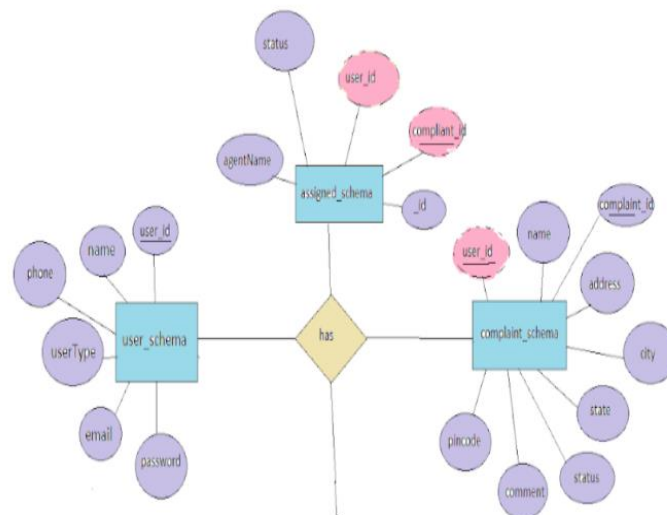 status
user_id
compliant_id
agentName
assigned_schema
_id
user_id
name
phone
name
user_id
complaint_id
address
userType
user_schema
has
complaint_schema
city
email
password
pincode
comment
status
state